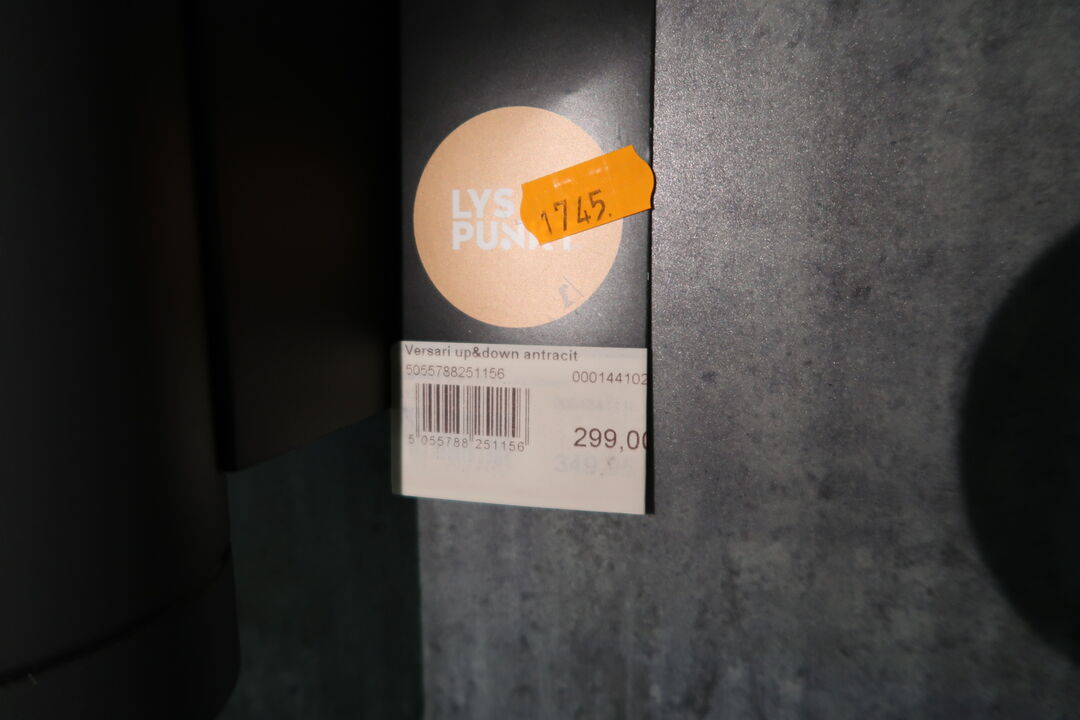 LYS
PUNKT
1745.
Versari up&down antracit
5055788251156
000144102
5 055788 251156
299,00